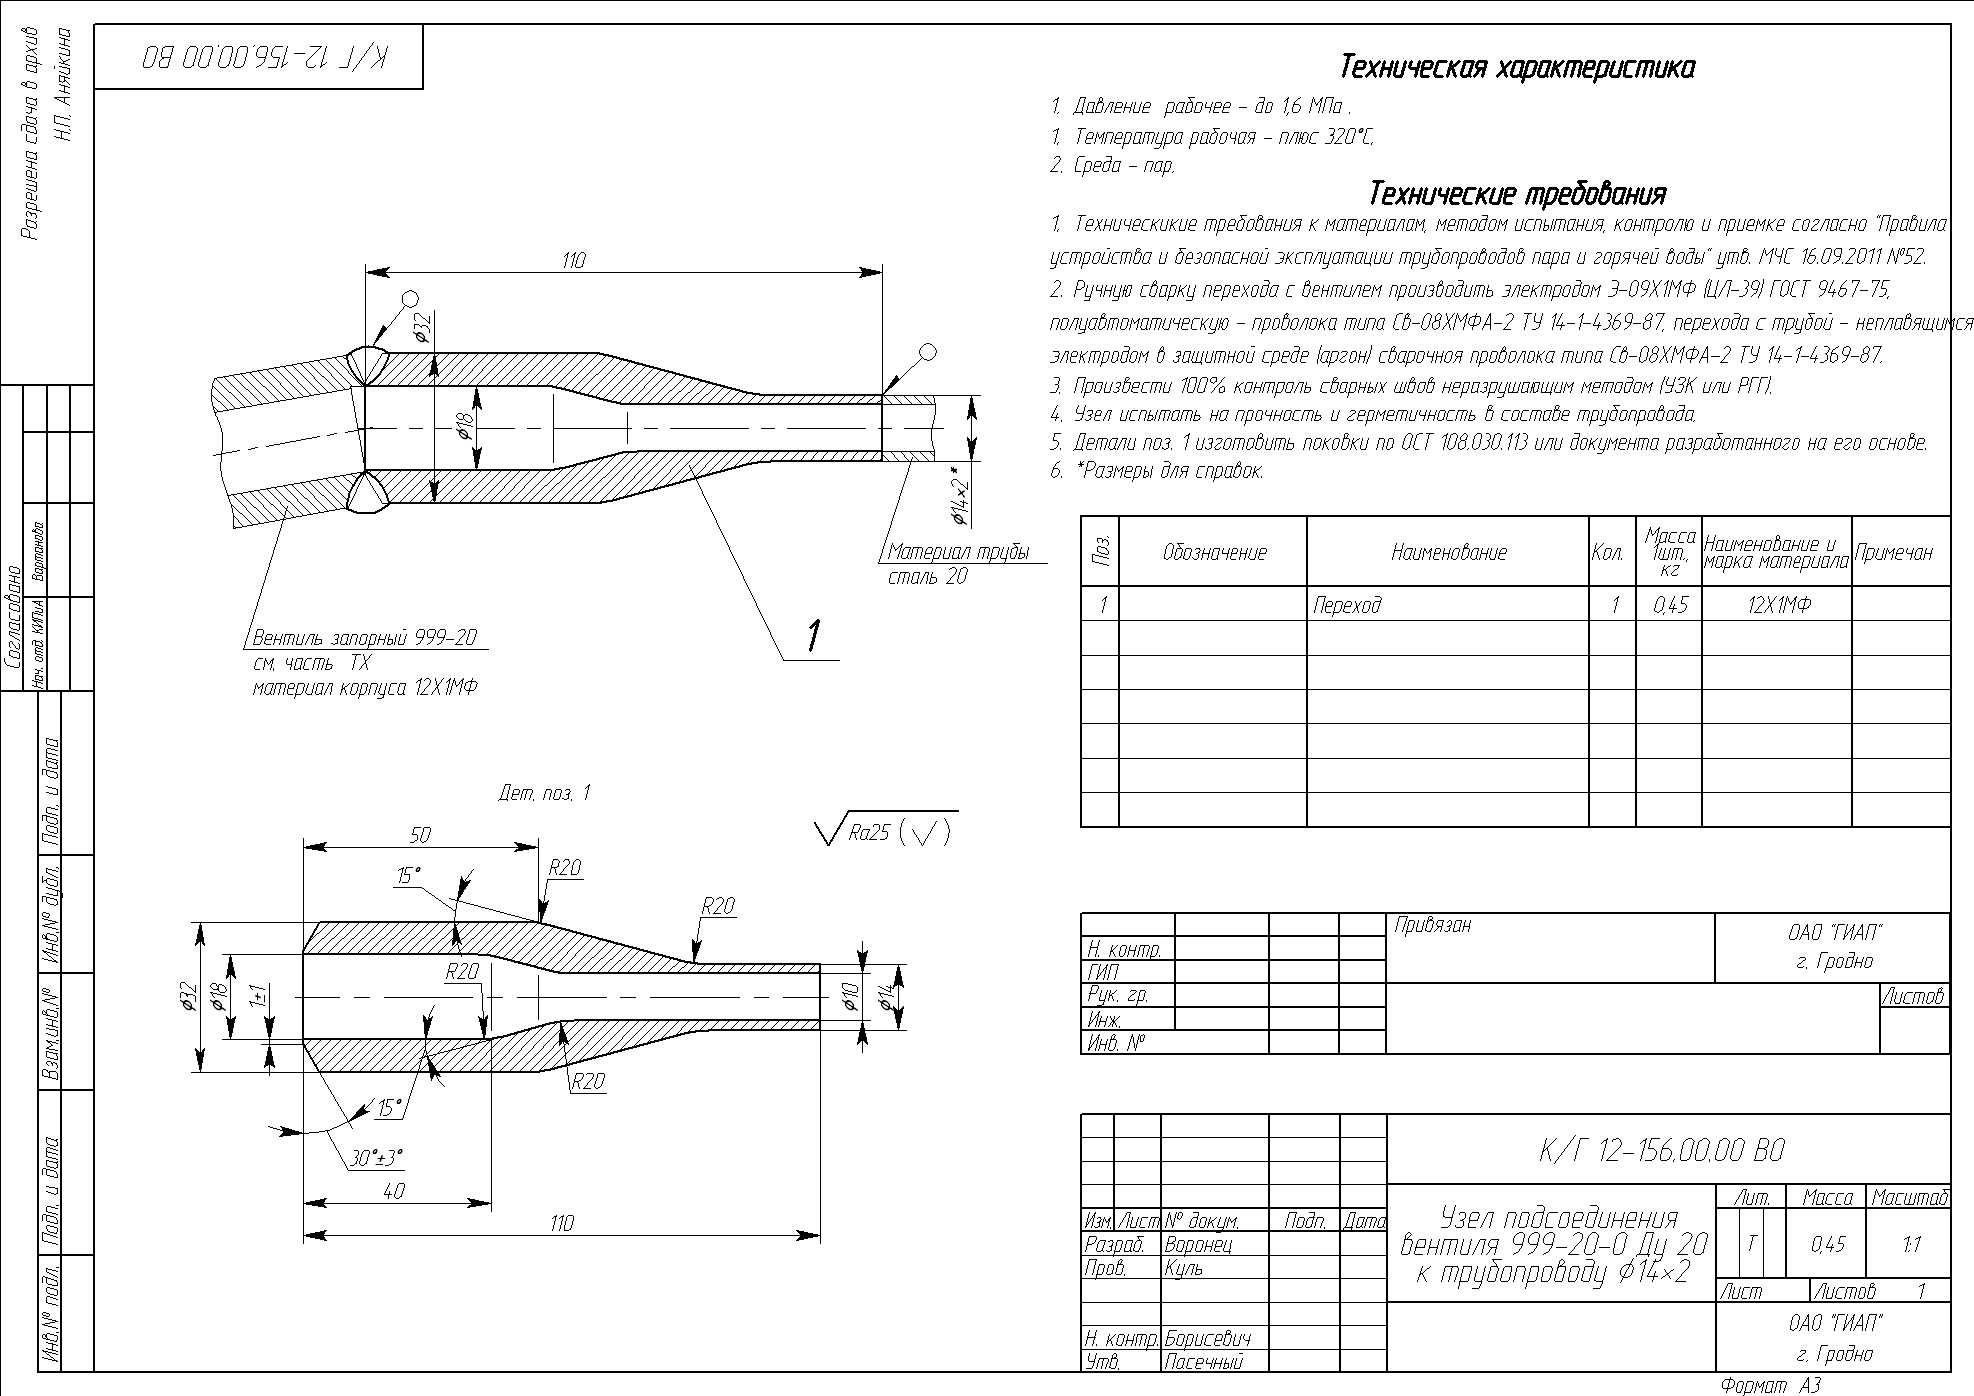 К/Г 12-156.00.00 ВО
Разрешена сдача в архив
Н.П. Аняйкина
Техническая характеристика
1. Давление рабочее - до 1,6 МПа .
1. Температура рабочая - плюс 320°С.
2. Среда - пар.
Технические требования
1. Техническикие требования к материалам, методом испытания, контролю и приемке согласно "Правила
устройства и безопасной эксплуатации трубопроводов пара и горячей воды" утв. МЧС 16.09.2011 №52.
2. Ручную сварку перехода с вентилем производить электродом Э-09Х1МФ (ЦЛ-39) ГОСТ 9467-75,
полуавтоматическую - проволока типа Св-08ХМФА-2 ТУ 14-1-4369-87, перехода с трубой - неплавящимся
электродом в защитной среде (аргон) сварочноя проволока типа Св-08ХМФА-2 ТУ 14-1-4369-87.
3. Произвести 100% контроль сварных швов неразрушающим методом (УЗК или РГГ).
4. Узел испытать на прочность и герметичность в составе трубопровода.
5. Детали поз. 1 изготовить поковки по ОСТ 108.030.113 или документа разработанного на его основе.
6. *Размеры для справок.
110
ϕ32
ϕ18
ϕ14×2*
Материал трубы
сталь 20
1
Вентиль запорный 999-20
см. часть ТХ
материал корпуса 12Х1МФ
Поз. Обозначение Наименование Кол. Масса 1шт., кг Наименование и марка материала Примечан
1 Переход 1 0,45 12Х1МФ
Дет. поз. 1
Ra25 (√)
50
15°
R20
R20
R20
R20
ϕ32
ϕ18
1±1
ϕ10
ϕ14
15°
30°±3°
40
110
Согласовано
Нач. отд. КИПиА Вартанова
Подп. и дата
Инв.№ дубл.
Взам.инв.№
Подп. и дата
Инв.№ подл.
Привязан
ОАО "ГИАП"
г. Гродно
Н. контр.
ГИП
Рук. гр.
Инж.
Инв. №
Листов
К/Г 12-156.00.00 ВО
Изм. Лист № докум. Подп. Дата
Разраб. Воронец
Пров. Куль
Н. контр. Борисевич
Утв. Пасечный
Узел подсоединения
вентиля 999-20-0 Ду 20
к трубопроводу ϕ14×2
Лит. Масса Масштаб
Т 0,45 1:1
Лист Листов 1
ОАО "ГИАП"
г. Гродно
Формат А3